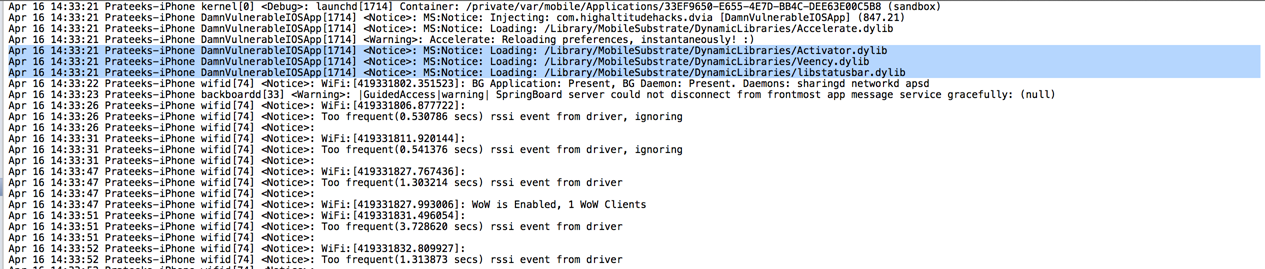 Apr 16 14:33:21 Prateeks-iPhone kernel[0] <Debug>: launchd[1714] Container: /private/var/mobile/Applications/33EF9650-E655-4E7D-BB4C-DEE63E00C5B8 (sandbox)
Apr 16 14:33:21 Prateeks-iPhone DamnVulnerableIOSApp[1714] <Notice>: MS:Notice: Injecting: com.highaltitudehacks.dvia [DamnVulnerableIOSApp] (847.21)
Apr 16 14:33:21 Prateeks-iPhone DamnVulnerableIOSApp[1714] <Notice>: MS:Notice: Loading: /Library/MobileSubstrate/DynamicLibraries/Accelerate.dylib
Apr 16 14:33:21 Prateeks-iPhone DamnVulnerableIOSApp[1714] <Warning>: Accelerate: Reloading preferences, instantaneously! :)
Apr 16 14:33:21 Prateeks-iPhone DamnVulnerableIOSApp[1714] <Notice>: MS:Notice: Loading: /Library/MobileSubstrate/DynamicLibraries/Activator.dylib
Apr 16 14:33:21 Prateeks-iPhone DamnVulnerableIOSApp[1714] <Notice>: MS:Notice: Loading: /Library/MobileSubstrate/DynamicLibraries/Veency.dylib
Apr 16 14:33:21 Prateeks-iPhone DamnVulnerableIOSApp[1714] <Notice>: MS:Notice: Loading: /Library/MobileSubstrate/DynamicLibraries/libstatusbar.dylib
Apr 16 14:33:22 Prateeks-iPhone wifid[74] <Notice>: WiFi:[419331802.351523]: BG Application: Present, BG Daemon: Present. Daemons: sharingd networkd apsd
Apr 16 14:33:23 Prateeks-iPhone backboardd[33] <Warning>: |GuidedAccess|warning| SpringBoard server could not disconnect from frontmost app message service gracefully: (null)
Apr 16 14:33:26 Prateeks-iPhone wifid[74] <Notice>: WiFi:[419331806.877722]:
Apr 16 14:33:26 Prateeks-iPhone wifid[74] <Notice>: Too frequent(0.530786 secs) rssi event from driver, ignoring
Apr 16 14:33:26 Prateeks-iPhone wifid[74] <Notice>:
Apr 16 14:33:31 Prateeks-iPhone wifid[74] <Notice>: WiFi:[419331811.920144]:
Apr 16 14:33:31 Prateeks-iPhone wifid[74] <Notice>: Too frequent(0.541376 secs) rssi event from driver, ignoring
Apr 16 14:33:31 Prateeks-iPhone wifid[74] <Notice>:
Apr 16 14:33:47 Prateeks-iPhone wifid[74] <Notice>: WiFi:[419331827.767436]:
Apr 16 14:33:47 Prateeks-iPhone wifid[74] <Notice>: Too frequent(1.303214 secs) rssi event from driver
Apr 16 14:33:47 Prateeks-iPhone wifid[74] <Notice>:
Apr 16 14:33:47 Prateeks-iPhone wifid[74] <Notice>: WiFi:[419331827.993006]: WoW is Enabled, 1 WoW Clients
Apr 16 14:33:51 Prateeks-iPhone wifid[74] <Notice>: WiFi:[419331831.496054]:
Apr 16 14:33:51 Prateeks-iPhone wifid[74] <Notice>: Too frequent(3.728620 secs) rssi event from driver
Apr 16 14:33:51 Prateeks-iPhone wifid[74] <Notice>:
Apr 16 14:33:52 Prateeks-iPhone wifid[74] <Notice>: WiFi:[419331832.809927]:
Apr 16 14:33:52 Prateeks-iPhone wifid[74] <Notice>: Too frequent(1.313873 secs) rssi event from driver
Apr 16 14:33:52 Prateeks-iPhone wifid[74] <Notice>: